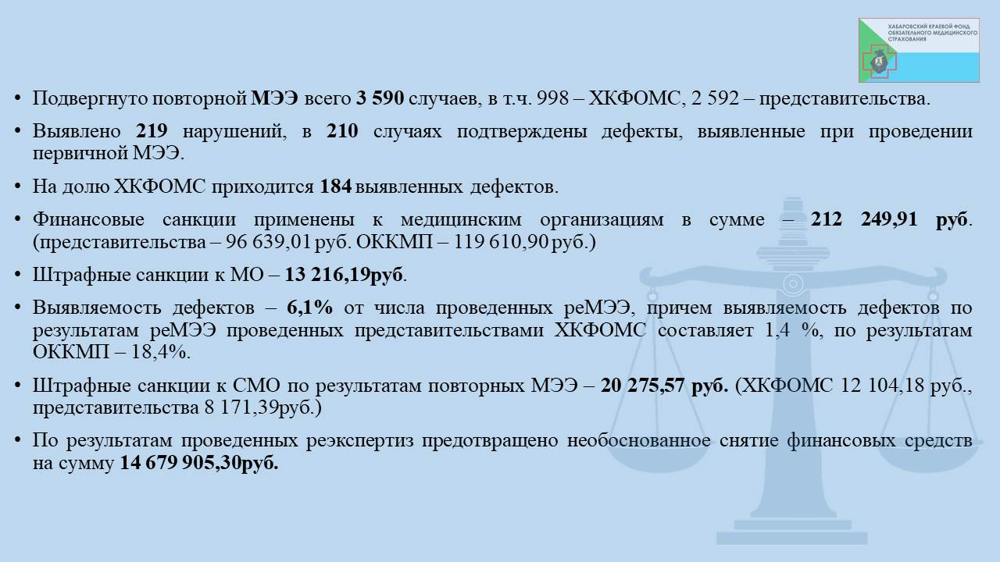 ХАБАРОВСКИЙ КРАЕВОЙ ФОНД
ОБЯЗАТЕЛЬНОГО МЕДИЦИНСКОГО
СТРАХОВАНИЯ
• Подвергнуто повторной МЭЭ всего 3 590 случаев, в т.ч. 998 – ХКФОМС, 2 592 – представительства.
• Выявлено 219 нарушений, в 210 случаях подтверждены дефекты, выявленные при проведении
первичной МЭЭ.
• На долю ХКФОМС приходится 184 выявленных дефектов.
• Финансовые санкции применены к медицинским организациям в сумме – 212 249,91 руб.
(представительства – 96 639,01 руб. ОККМП – 119 610,90 руб.)
• Штрафные санкции к МО – 13 216,19руб.
• Выявляемость дефектов – 6,1% от числа проведенных реМЭЭ, причем выявляемость дефектов по
результатам реМЭЭ проведенных представительствами ХКФОМС составляет 1,4 %, по результатам
ОККМП – 18,4%.
• Штрафные санкции к СМО по результатам повторных МЭЭ – 20 275,57 руб. (ХКФОМС 12 104,18 руб.,
представительства 8 171,39руб.)
• По результатам проведенных реэкспертиз предотвращено необоснованное снятие финансовых средств
на сумму 14 679 905,30руб.